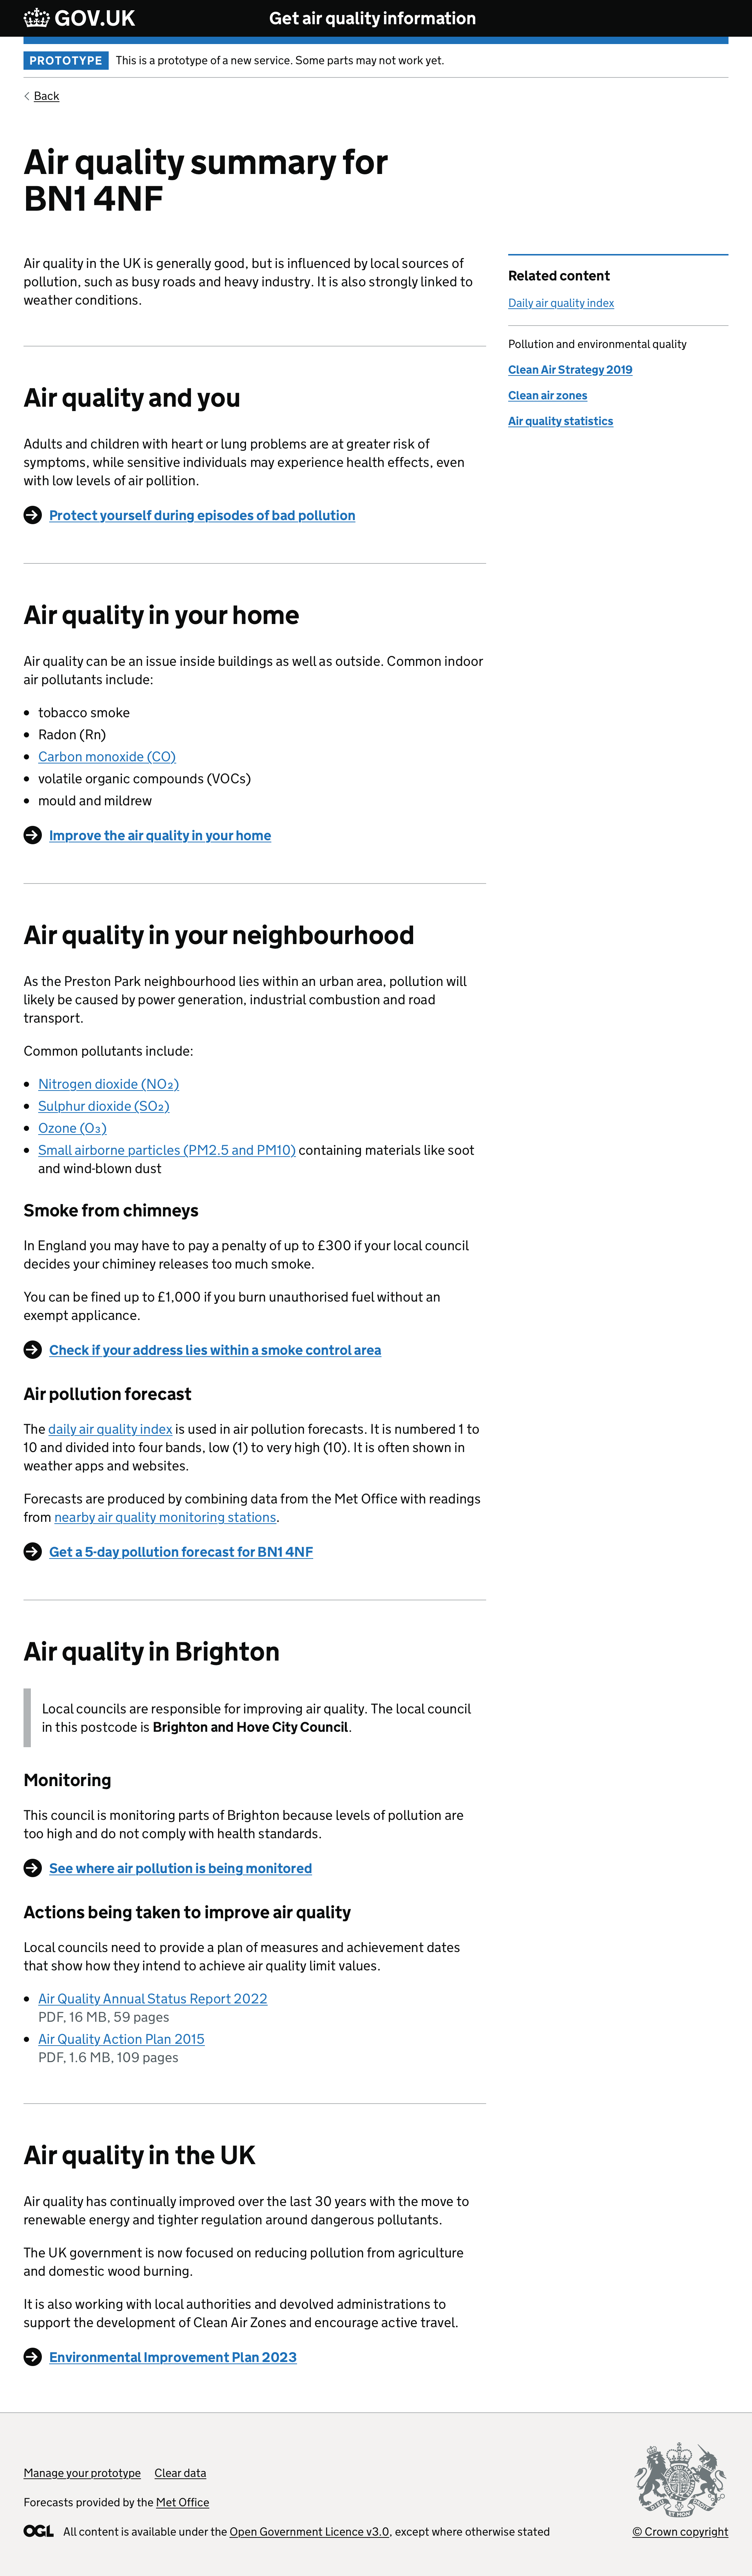 GOV.UK
Get air quality information
PROTOTYPE This is a prototype of a new service. Some parts may not work yet.
Back
Air quality summary for
BN1 4NF
Air quality in the UK is generally good, but is influenced by local sources of
pollution, such as busy roads and heavy industry. It is also strongly linked to
weather conditions.
Related content
Daily air quality index
Pollution and environmental quality
Clean Air Strategy 2019
Clean air zones
Air quality statistics
Air quality and you
Adults and children with heart or lung problems are at greater risk of
symptoms, while sensitive individuals may experience health effects, even
with low levels of air pollition.
Protect yourself during episodes of bad pollution
Air quality in your home
Air quality can be an issue inside buildings as well as outside. Common indoor
air pollutants include:
• tobacco smoke
• Radon (Rn)
• Carbon monoxide (CO)
• volatile organic compounds (VOCs)
• mould and mildrew
Improve the air quality in your home
Air quality in your neighbourhood
As the Preston Park neighbourhood lies within an urban area, pollution will
likely be caused by power generation, industrial combustion and road
transport.
Common pollutants include:
• Nitrogen dioxide (NO₂)
• Sulphur dioxide (SO₂)
• Ozone (O₃)
• Small airborne particles (PM2.5 and PM10) containing materials like soot
and wind-blown dust
Smoke from chimneys
In England you may have to pay a penalty of up to £300 if your local council
decides your chiminey releases too much smoke.
You can be fined up to £1,000 if you burn unauthorised fuel without an
exempt applicance.
Check if your address lies within a smoke control area
Air pollution forecast
The daily air quality index is used in air pollution forecasts. It is numbered 1 to
10 and divided into four bands, low (1) to very high (10). It is often shown in
weather apps and websites.
Forecasts are produced by combining data from the Met Office with readings
from nearby air quality monitoring stations.
Get a 5-day pollution forecast for BN1 4NF
Air quality in Brighton
Local councils are responsible for improving air quality. The local council
in this postcode is Brighton and Hove City Council.
Monitoring
This council is monitoring parts of Brighton because levels of pollution are
too high and do not comply with health standards.
See where air pollution is being monitored
Actions being taken to improve air quality
Local councils need to provide a plan of measures and achievement dates
that show how they intend to achieve air quality limit values.
• Air Quality Annual Status Report 2022
PDF, 16 MB, 59 pages
• Air Quality Action Plan 2015
PDF, 1.6 MB, 109 pages
Air quality in the UK
Air quality has continually improved over the last 30 years with the move to
renewable energy and tighter regulation around dangerous pollutants.
The UK government is now focused on reducing pollution from agriculture
and domestic wood burning.
It is also working with local authorities and devolved administrations to
support the development of Clean Air Zones and encourage active travel.
Environmental Improvement Plan 2023
Manage your prototype Clear data
Forecasts provided by the Met Office
OGL All content is available under the Open Government Licence v3.0, except where otherwise stated
© Crown copyright